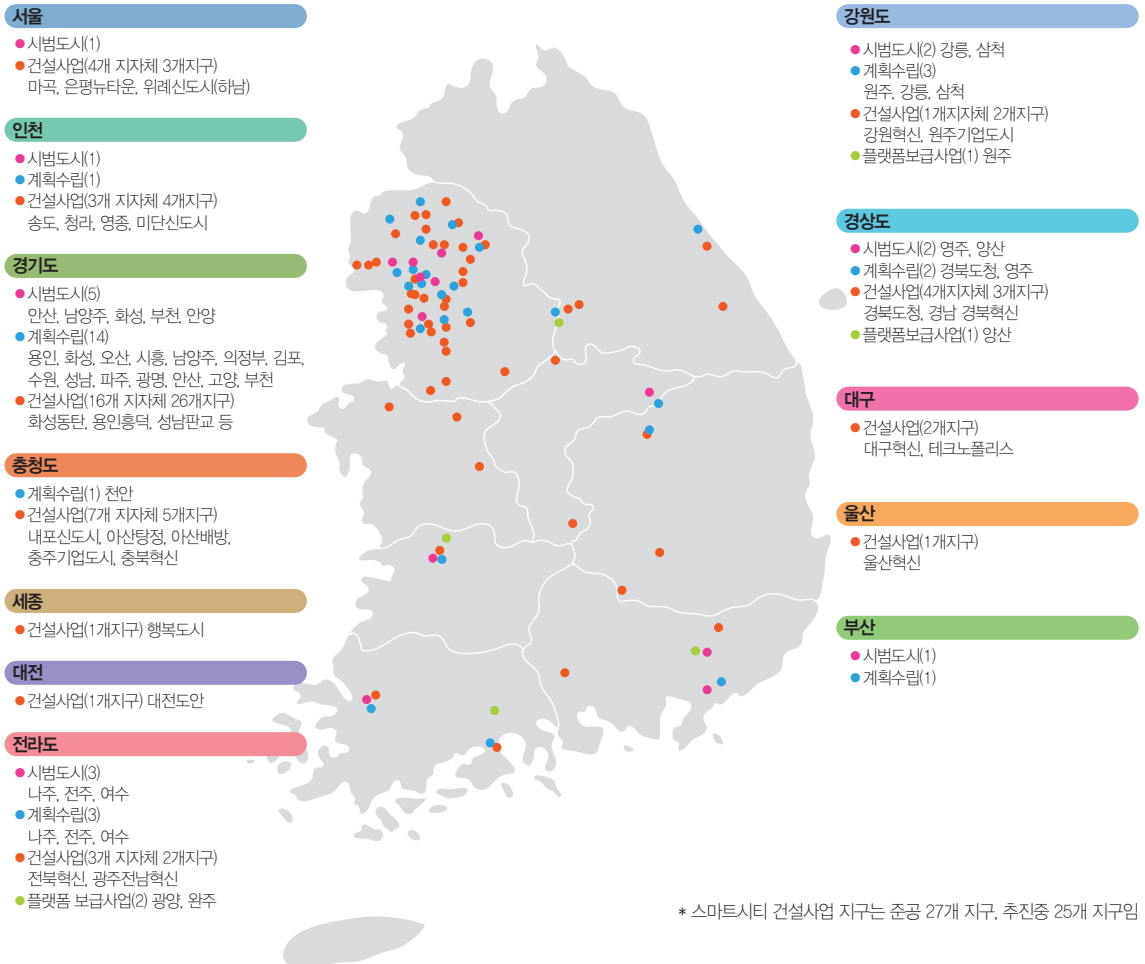 서울
시범도시(1)
건설사업(4개 지자체 3개지구)
마곡, 은평뉴타운, 위례신도시(하남)
인천
시범도시(1)
계획수립(1)
건설사업(3개 지자체 4개지구)
송도, 청라, 영종, 미단신도시
경기도
시범도시(5)
안산, 남양주, 화성, 부천, 안양
계획수립(14)
용인, 화성, 오산, 시흥, 남양주, 의정부, 김포,
수원, 성남, 파주, 광명, 안산, 고양, 부천
건설사업(16개 지자체 26개지구)
화성동탄, 용인흥덕, 성남판교 등
충청도
계획수립(1) 천안
건설사업(7개 지자체 5개지구)
내포신도시, 아산탕정, 아산배방,
충주기업도시, 충북혁신
세종
건설사업(1개지구) 행복도시
대전
건설사업(1개지구) 대전도안
전라도
시범도시(3)
나주, 전주, 여수
계획수립(3)
나주, 전주, 여수
건설사업(3개 지자체 2개지구)
전북혁신, 광주전남혁신
플랫폼 보급사업(2) 광양, 완주
강원도
시범도시(2) 강릉, 삼척
계획수립(3)
원주, 강릉, 삼척
건설사업(1개지자체 2개지구)
강원혁신, 원주기업도시
플랫폼보급사업(1) 원주
경상도
시범도시(2) 영주, 양산
계획수립(2) 경북도청, 영주
건설사업(4개지자체 3개지구)
경북도청, 경남 경북혁신
플랫폼보급사업(1) 양산
대구
건설사업(2개지구)
대구혁신, 테크노폴리스
울산
건설사업(1개지구)
울산혁신
부산
시범도시(1)
계획수립(1)
* 스마트시티 건설사업 지구는 준공 27개 지구, 추진중 25개 지구임